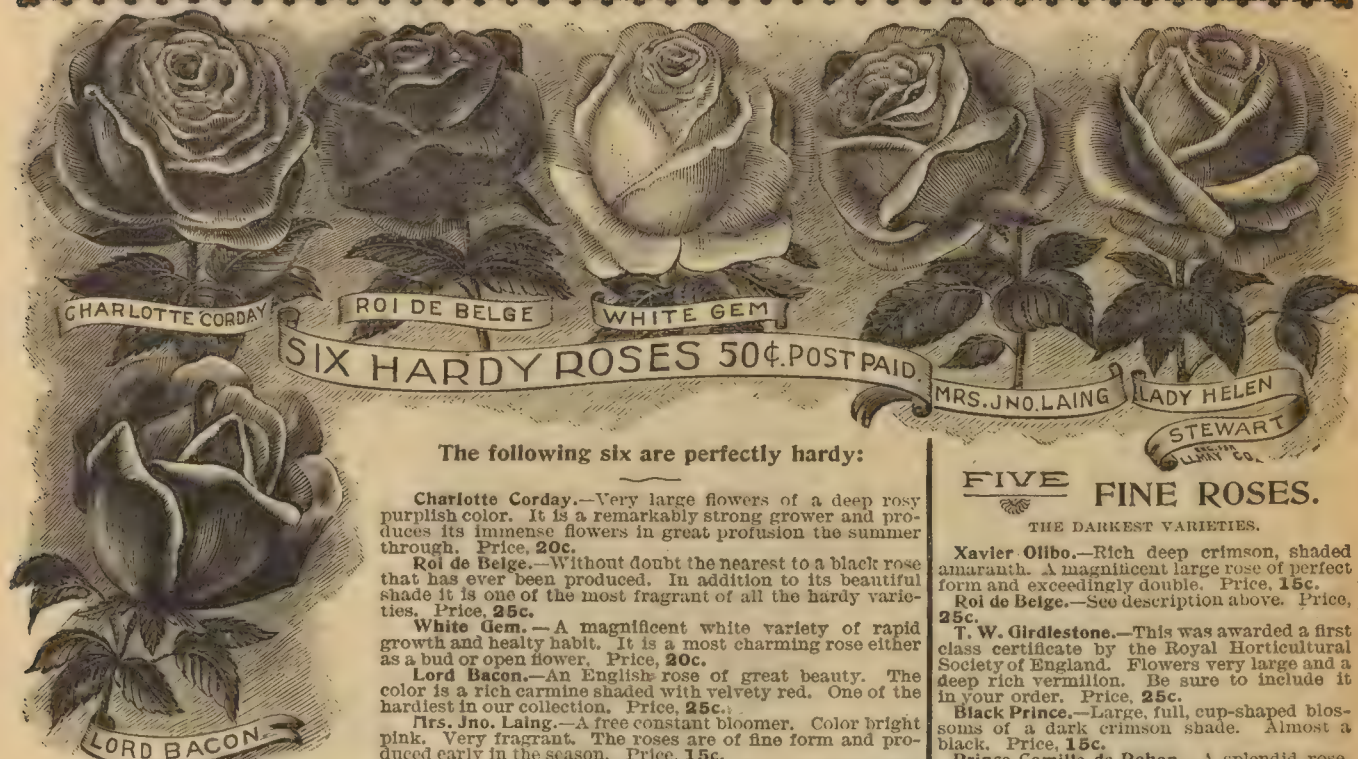 CHARLOTTE CORDAY
ROI DE BELGE
WHITE GEM
SIX HARDY ROSES 50¢. POST PAID
MRS. JNO. LAING
LADY HELEN
STEWART
LORD BACON
The following six are perfectly hardy:
Charlotte Corday.—Very large flowers of a deep rosy
purplish color. It is a remarkably strong grower and pro-
duces its immense flowers in great profusion the summer
through. Price, 20c.
Roi de Belge.—Without doubt the nearest to a black rose
that has ever been produced. In addition to its beautiful
shade it is one of the most fragrant of all the hardy varie-
ties. Price, 25c.
White Gem.—A magnificent white variety of rapid
growth and healty habit. It is a most charming rose either
as a bud or open flower. Price, 20c.
Lord Bacon.—An English rose of great beauty. The
color is a rich carmine shaded with velvety red. One of the
hardiest in our collection. Price, 25c.
Mrs. Jno. Laing.—A free constant bloomer. Color bright
pink. Very fragrant. The roses are of fine form and pro-
duced early in the season. Price, 15c.
FIVE FINE ROSES.
THE DARKEST VARIETIES.
Xavier Olibo.—Rich deep crimson, shaded
amaranth. A magnificent large rose of perfect
form and exceedingly double. Price, 15c.
Roi de Belge.—See description above. Price,
25c.
T. W. Girdlestone.—This was awarded a first
class certificate by the Royal Horticultural
Society of England. Flowers very large and a
deep rich vermilion. Be sure to include it
in your order. Price, 25c.
Black Prince.—Large, full, cup-shaped blos-
soms of a dark crimson shade. Almost a
black. Price, 15c.
Prince Camille de Rohan.—A splendid rose